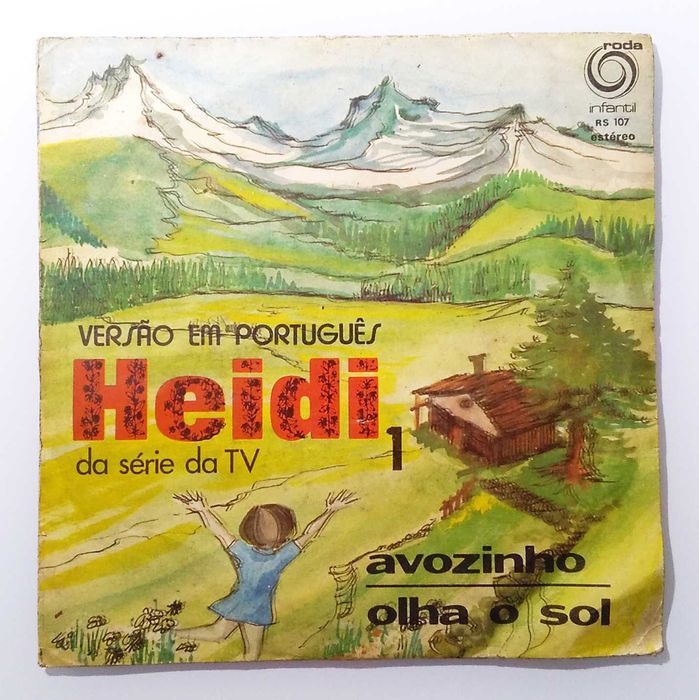 roda
infantil
RS 107
estéreo
VERSÃO EM PORTUGUÊS
Heidi
1
da série da TV
avozinho
olha o sol